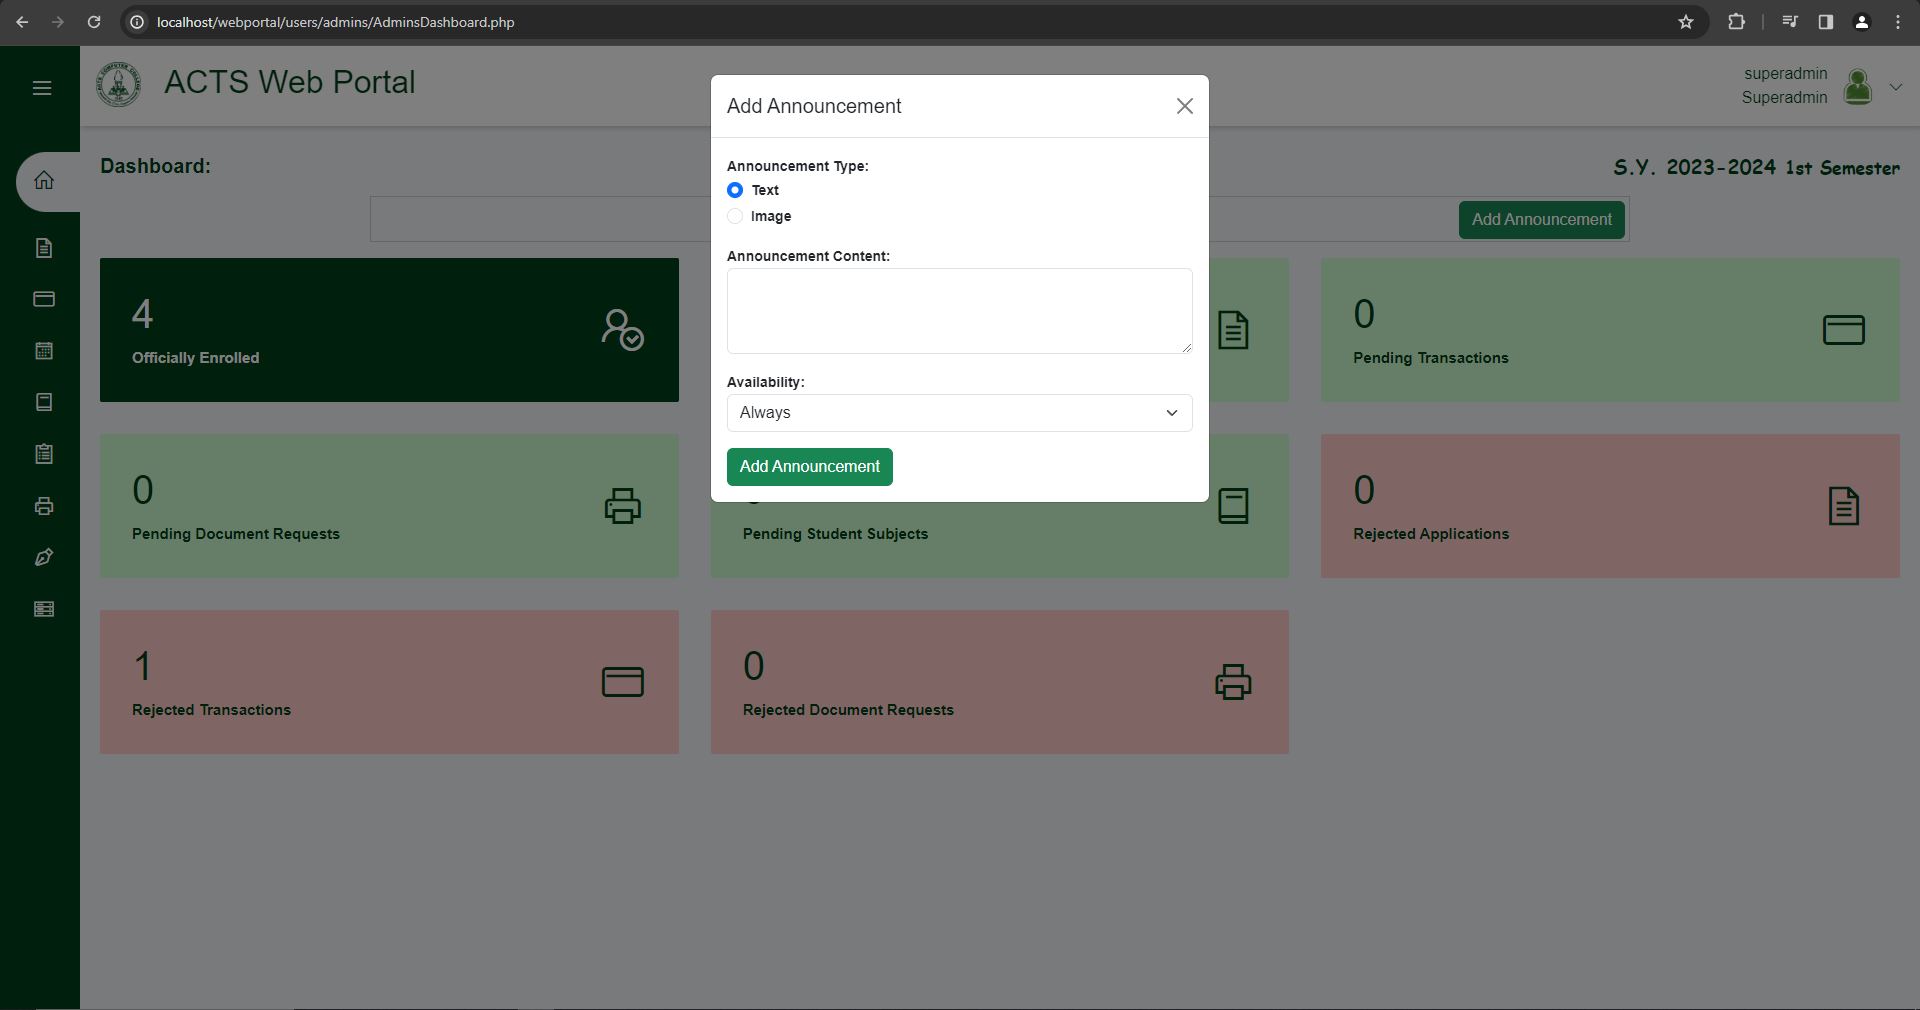 localhost/webportal/users/admins/AdminsDashboard.php
ACTS Web Portal
superadmin
Superadmin
Dashboard:
S.Y. 2023-2024 1st Semester
Add Announcement
Add Announcement
Announcement Type:
Text
Image
Announcement Content:
Availability:
Always
Add Announcement
4
Officially Enrolled
0
Pending Transactions
0
Pending Document Requests
Pending Student Subjects
0
Rejected Applications
1
Rejected Transactions
0
Rejected Document Requests